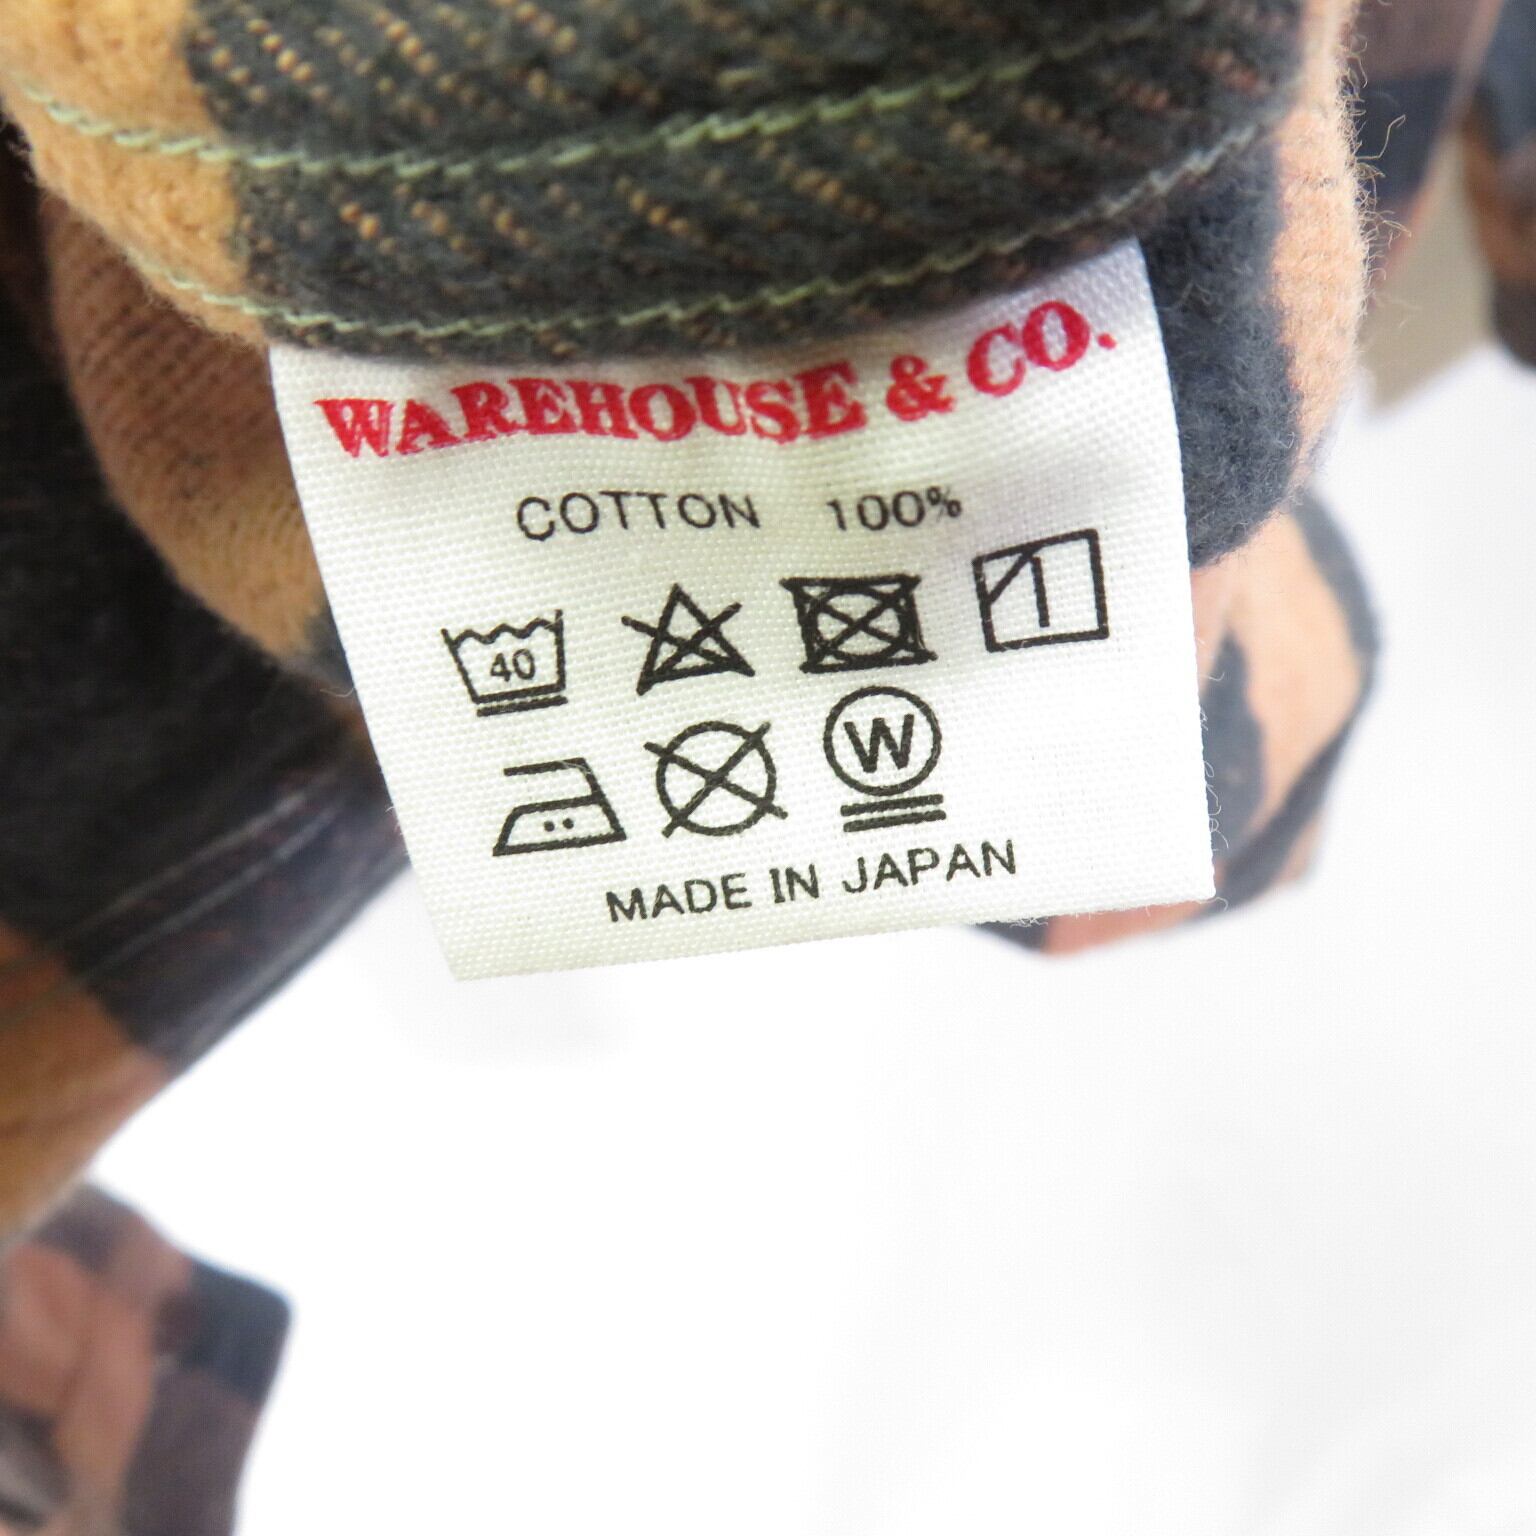 WAREHOUSE & CO.
COTTON 100%
40
W
MADE IN JAPAN